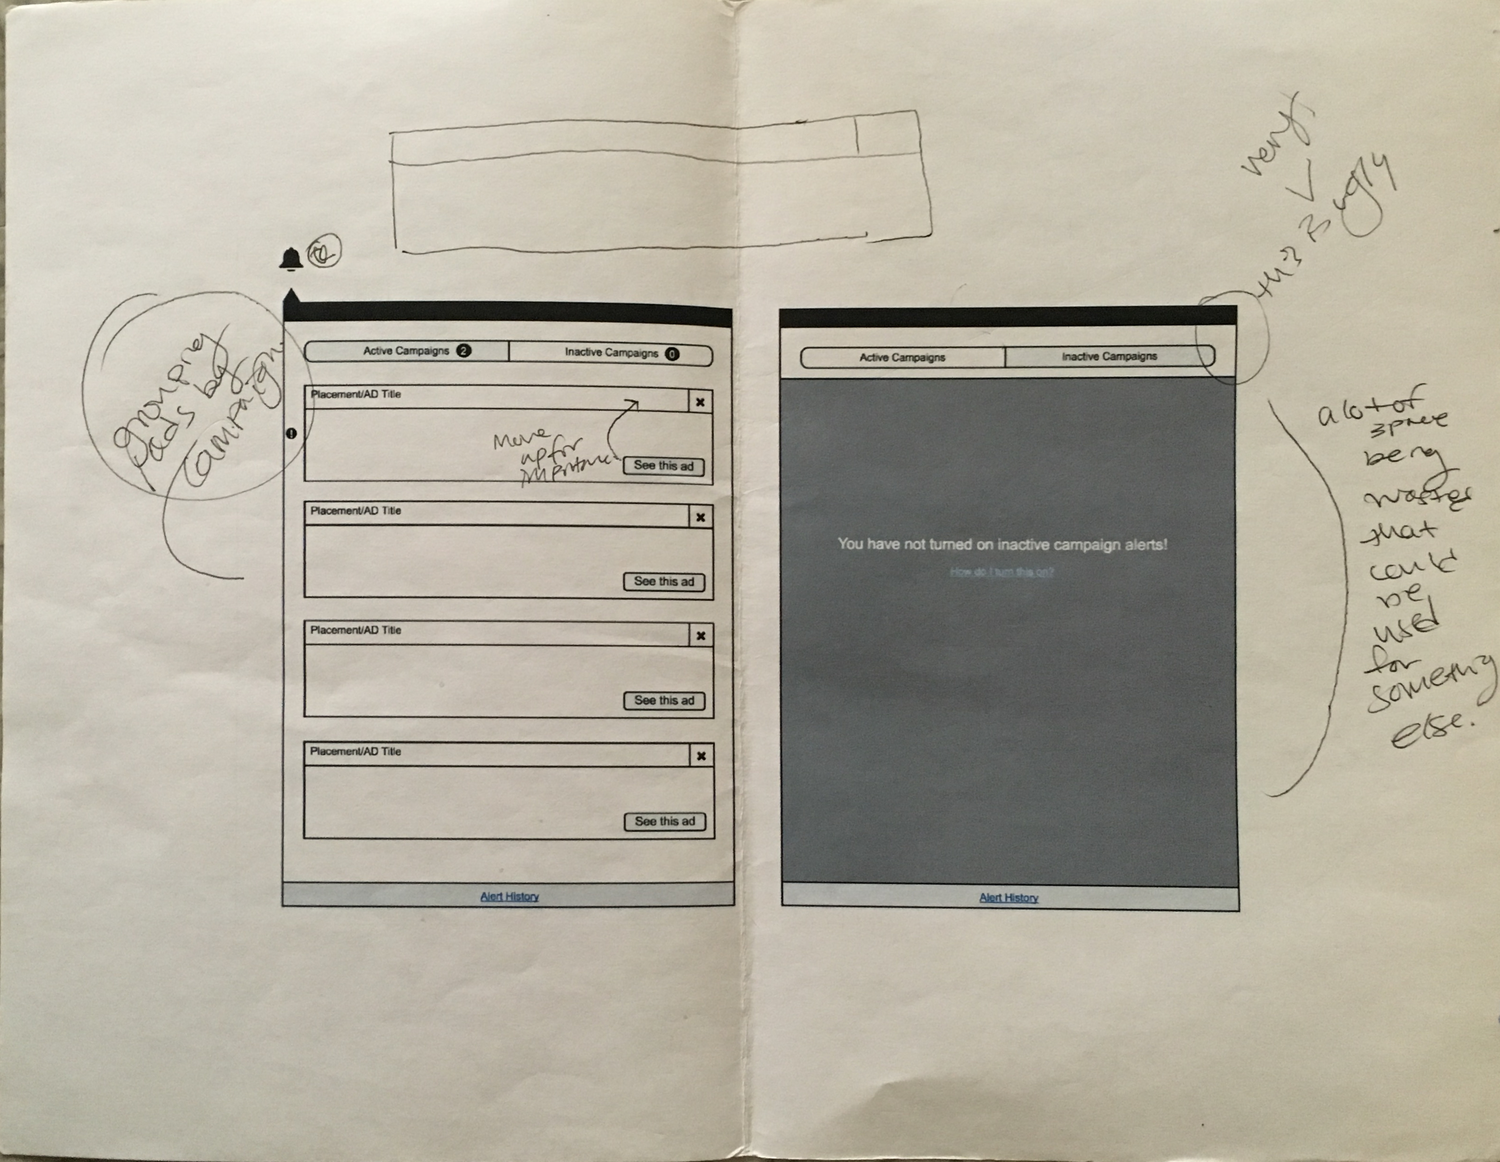 very
this is ugly
2
grouping
ads by
campaign
Active Campaigns 2
Inactive Campaigns 0
Placement/AD Title
Move
up for
importance
See this ad
Placement/AD Title
See this ad
Placement/AD Title
See this ad
Placement/AD Title
See this ad
Alert History
Active Campaigns
Inactive Campaigns
You have not turned on inactive campaign alerts!
How do I turn this on?
Alert History
a lot of
space
being
wasted
that
could
be
used
for
something
else.